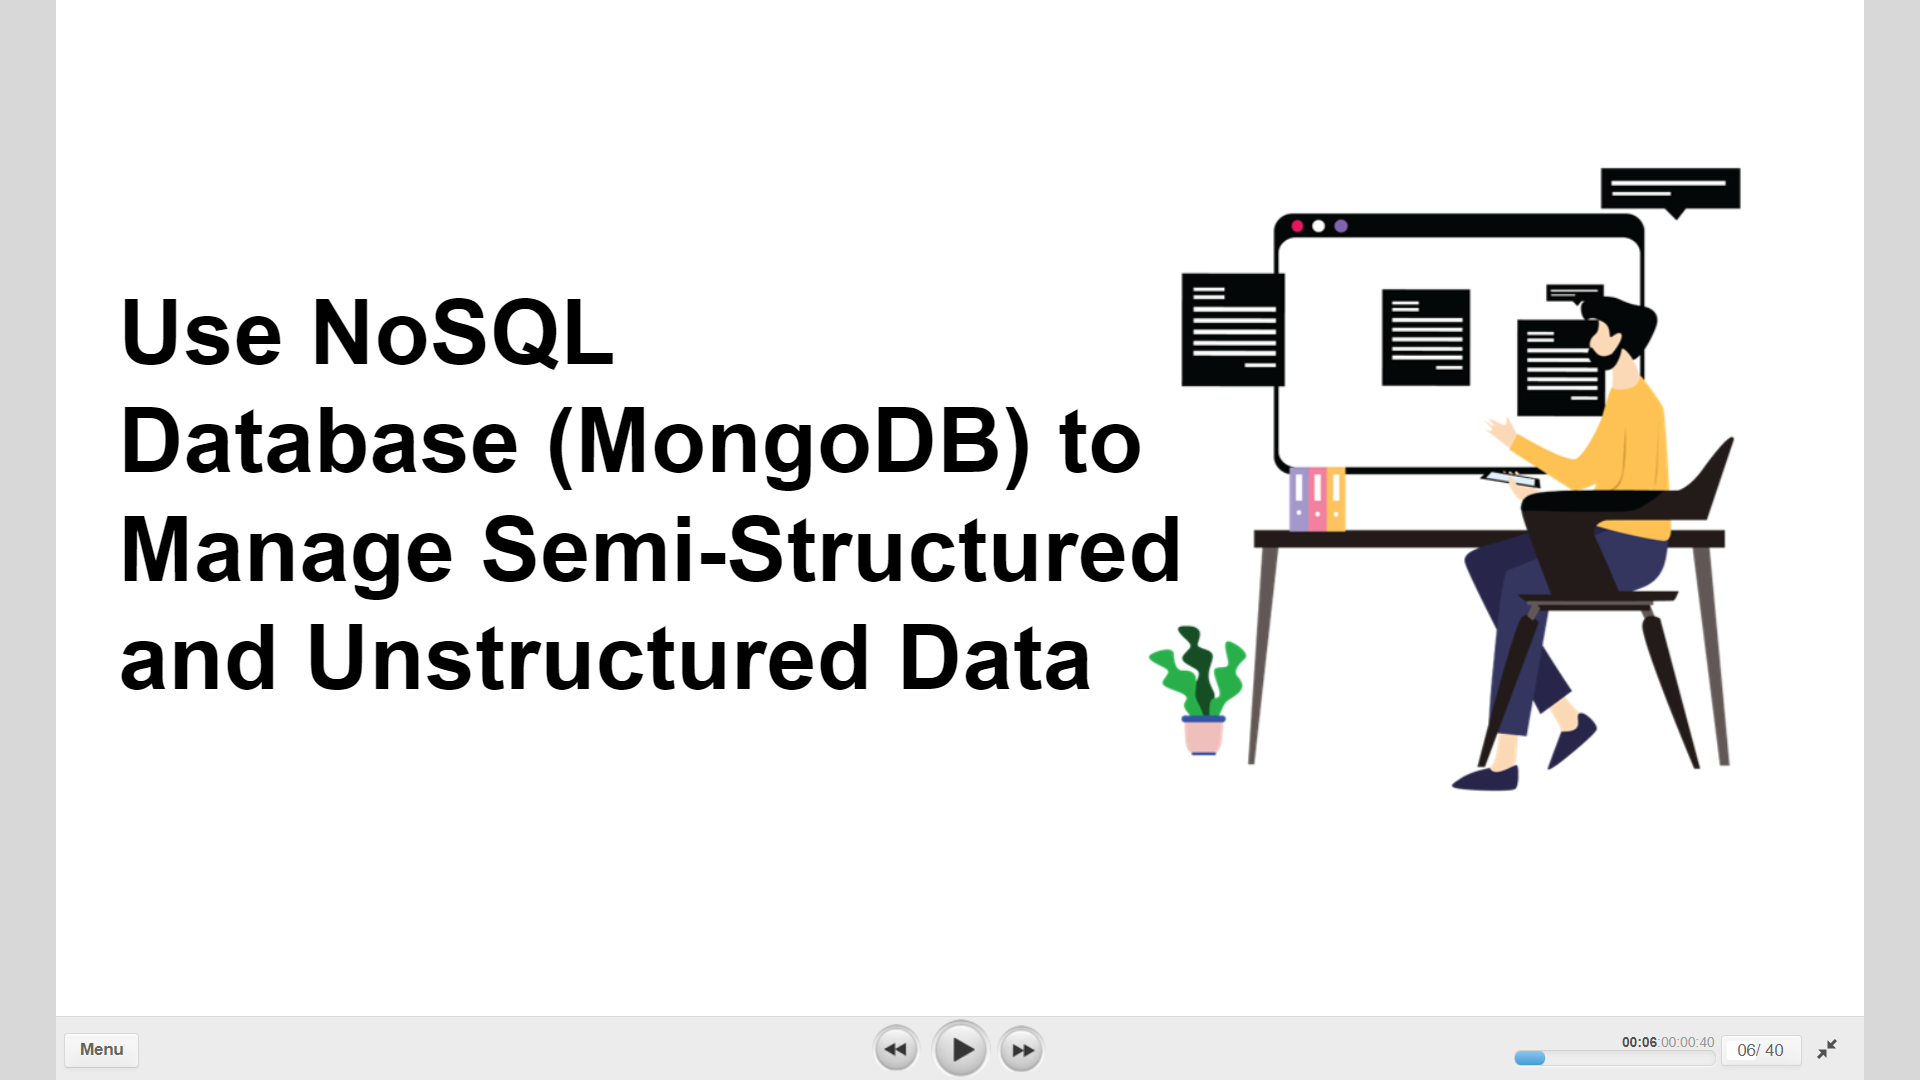 Use NoSQL
Database (MongoDB) to
Manage Semi-Structured
and Unstructured Data
Menu
00:06:00:00:40
06/ 40